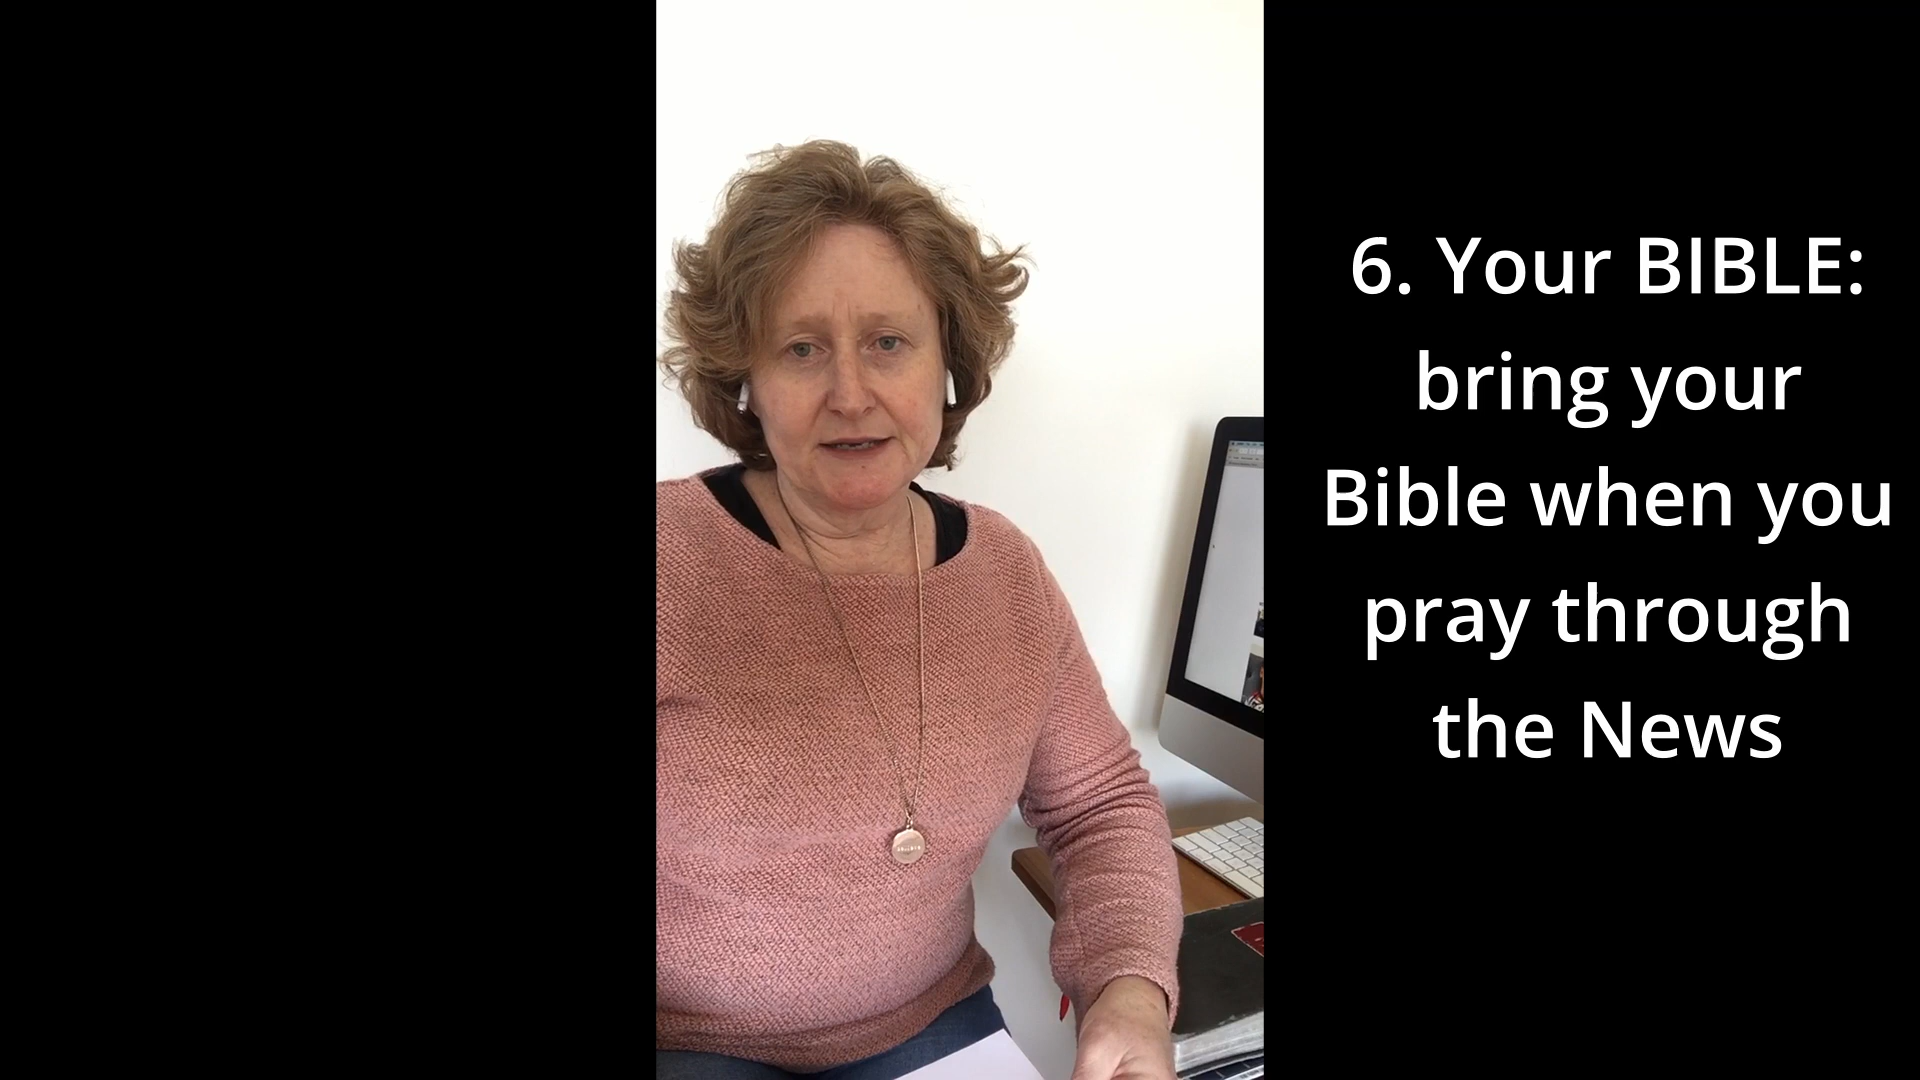 6. Your BIBLE:
bring your
Bible when you
pray through
the News